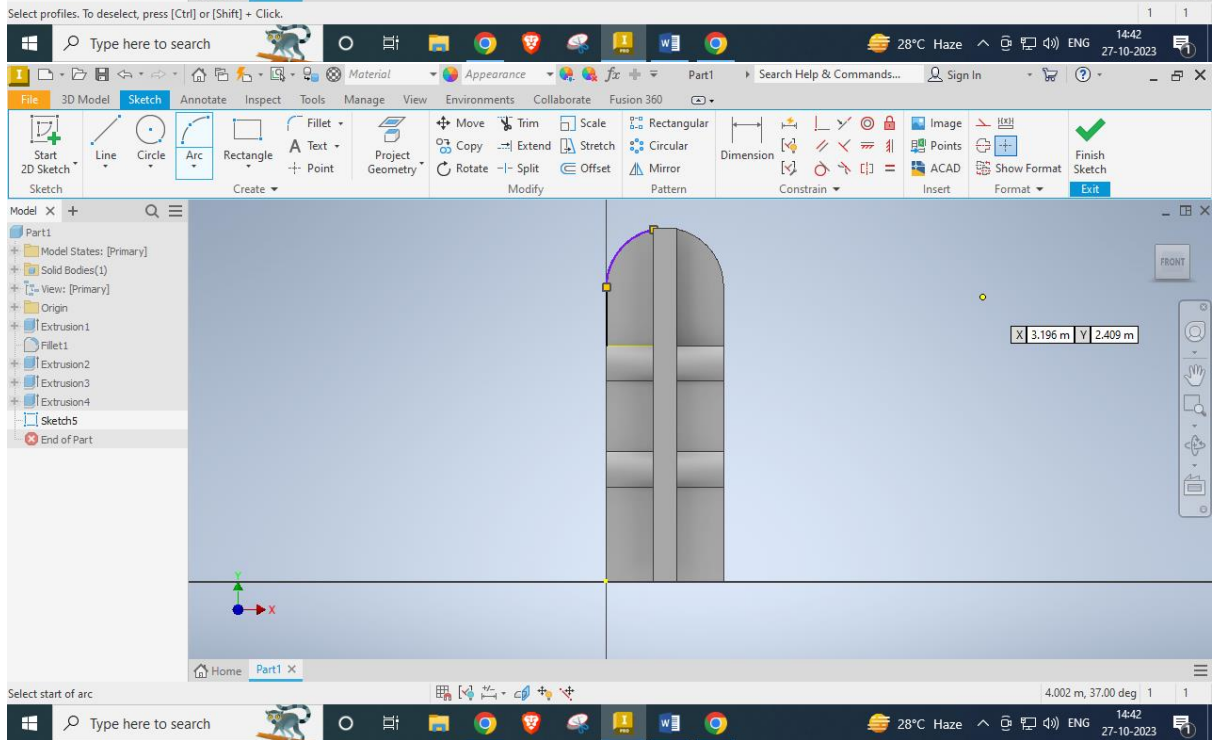 Select profiles. To deselect, press [Ctrl] or [Shift] + Click. 1 1
Type here to search 28°C Haze ENG 14:42
27-10-2023
PRO Material Appearance fx Part1 Search Help & Commands... Sign In
File 3D Model Sketch Annotate Inspect Tools Manage View Environments Collaborate Fusion 360
Start
2D Sketch
Line Circle Arc Rectangle
Fillet
Text
Point
Project
Geometry
Move Trim Scale
Copy Extend Stretch
Rotate Split Offset
Rectangular
Circular
Mirror
Dimension
Image
Points
ACAD
Show Format
Finish
Sketch
Sketch Create Modify Pattern Constrain Insert Format Exit
Model
Part1
Model States: [Primary]
Solid Bodies(1)
View: [Primary]
Origin
Extrusion1
Fillet1
Extrusion2
Extrusion3
Extrusion4
Sketch5
End of Part
FRONT
X 3.196 m Y 2.409 m
Y
X
Home Part1
Select start of arc 4.002 m, 37.00 deg 1 1
Type here to search 28°C Haze ENG 14:42
27-10-2023